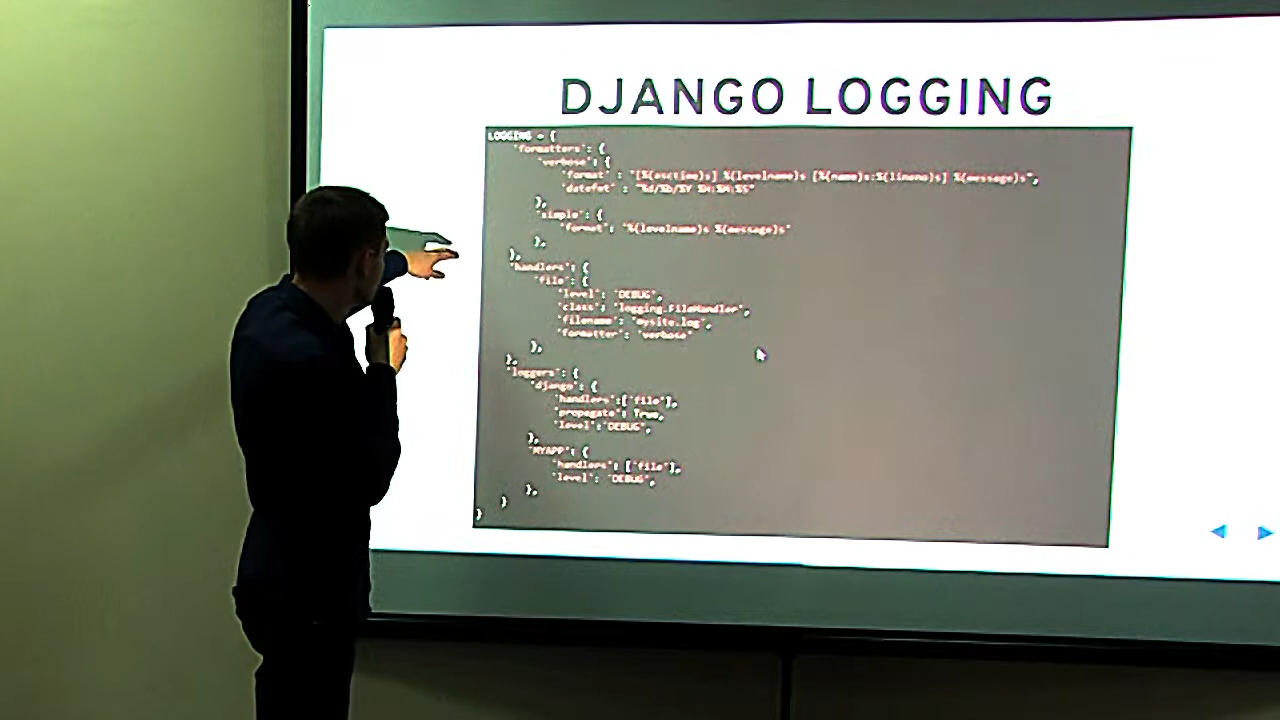 DJANGO LOGGING
LOGGING = {
'formatters': {
'verbose': {
'format' : "[%(asctime)s] %(levelname)s [%(name)s:%(lineno)s] %(message)s",
'datefmt' : "%d/%b/%Y %H:%M:%S"
},
'simple': {
'format': '%(levelname)s %(message)s'
},
},
'handlers': {
'file': {
'level': 'DEBUG',
'class': 'logging.FileHandler',
'filename': 'mysite.log',
'formatter': 'verbose'
},
},
'loggers': {
'django': {
'handlers':['file'],
'propagate': True,
'level':'DEBUG',
},
'MYAPP': {
'handlers': ['file'],
'level': 'DEBUG',
},
}
}